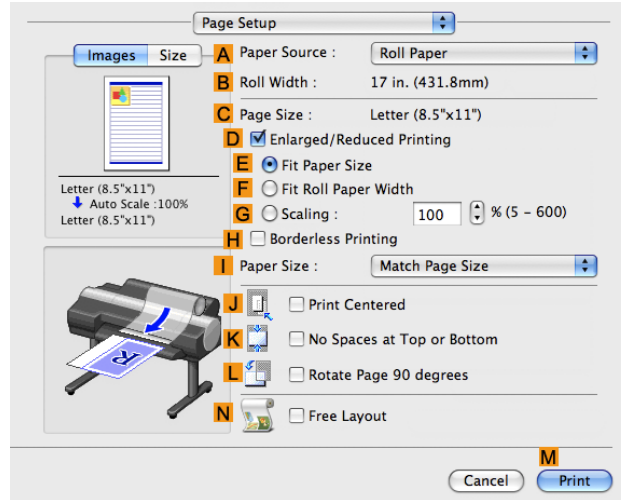 Page Setup
Images Size
A Paper Source : Roll Paper
B Roll Width : 17 in. (431.8mm)
C Page Size : Letter (8.5"x11")
D Enlarged/Reduced Printing
E Fit Paper Size
F Fit Roll Paper Width
G Scaling : 100 % (5 - 600)
H Borderless Printing
Letter (8.5"x11")
Auto Scale :100%
Letter (8.5"x11")
I Paper Size : Match Page Size
J Print Centered
K No Spaces at Top or Bottom
L Rotate Page 90 degrees
R
N Free Layout
M
Cancel Print